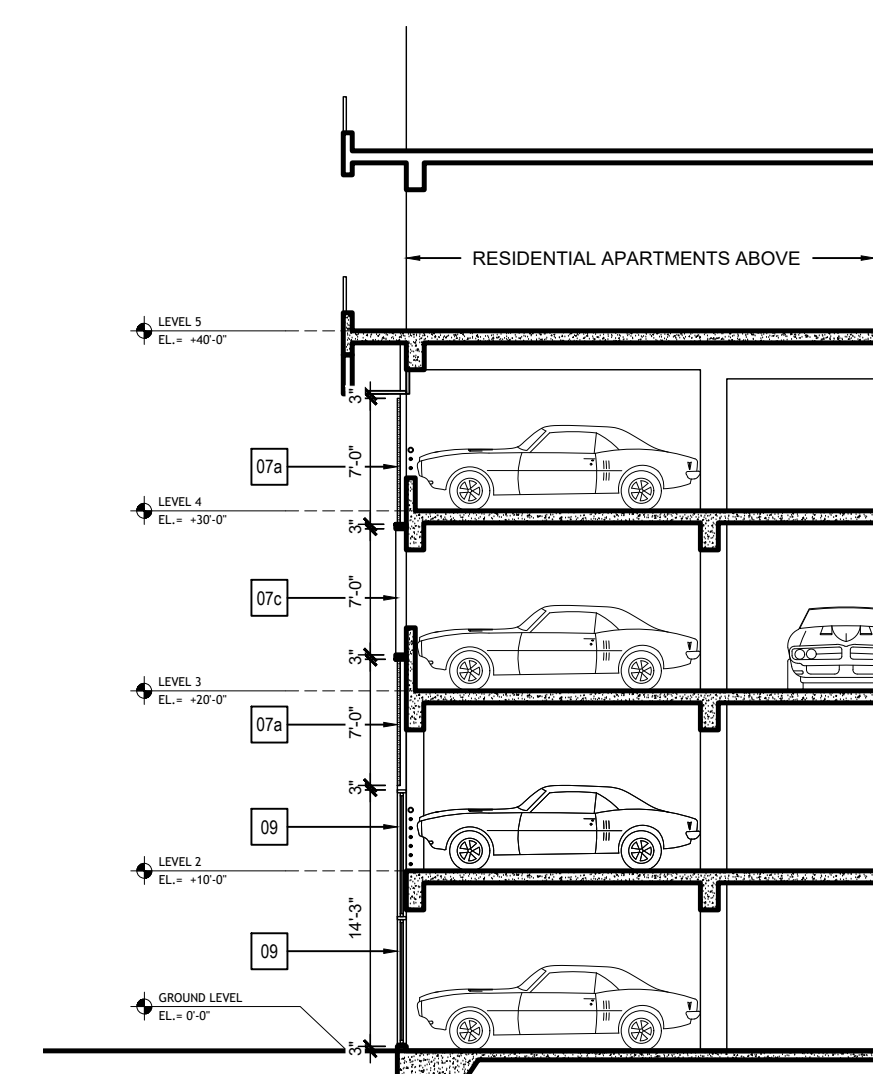 RESIDENTIAL APARTMENTS ABOVE
LEVEL 5
EL.= +40'-0"
3"
07a
7'-0"
LEVEL 4
EL.= +30'-0"
3"
07c
7'-0"
3"
LEVEL 3
EL.= +20'-0"
07a
7'-0"
3"
09
LEVEL 2
EL.= +10'-0"
14'-3"
09
GROUND LEVEL
EL.= 0'-0"
3"